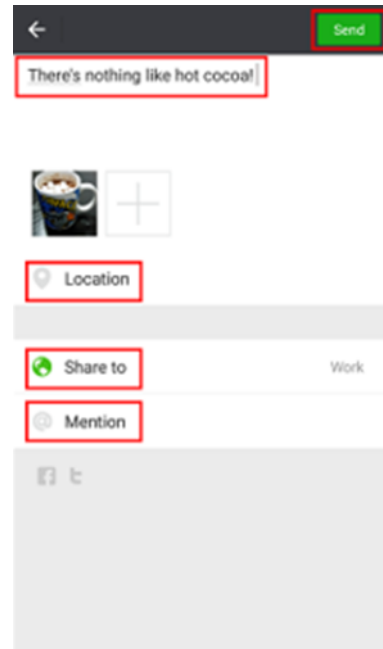 Send
There's nothing like hot cocoa!
Location
Share to Work
Mention